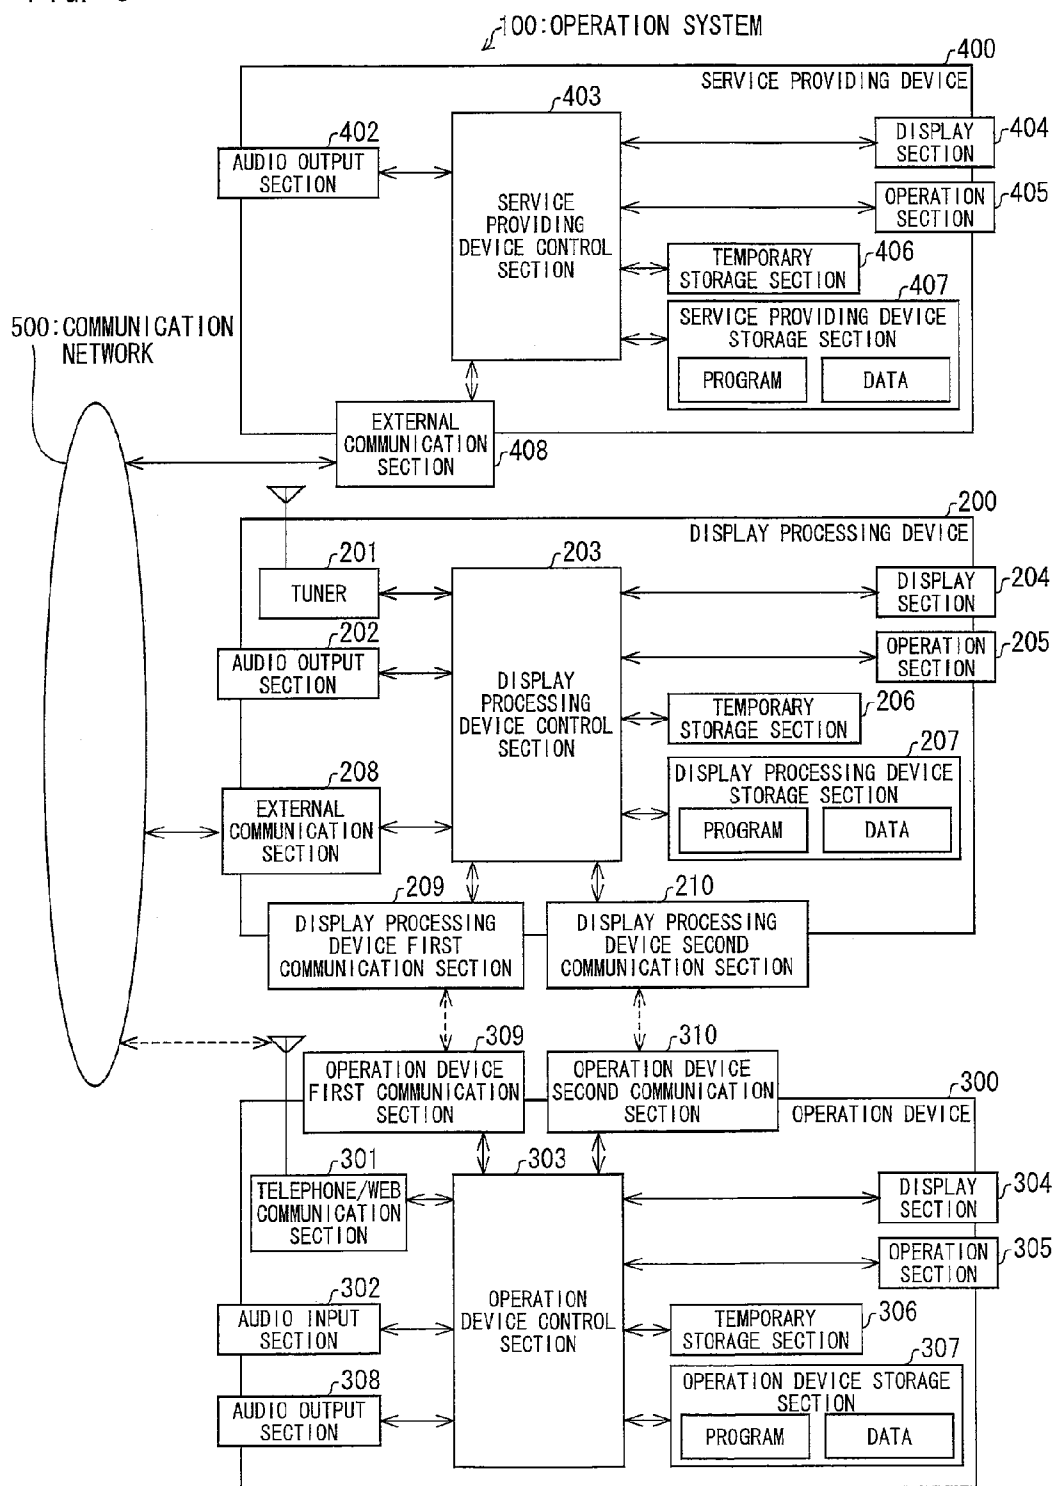 100:OPERATION SYSTEM
400
SERVICE PROVIDING DEVICE
403
402
AUDIO OUTPUT
SECTION
SERVICE
PROVIDING
DEVICE CONTROL
SECTION
DISPLAY
SECTION
404
OPERATION
SECTION
405
TEMPORARY
STORAGE SECTION
406
407
SERVICE PROVIDING DEVICE
STORAGE SECTION
PROGRAM
DATA
500:COMMUNICATION
NETWORK
EXTERNAL
COMMUNICATION
SECTION
408
200
DISPLAY PROCESSING DEVICE
201
TUNER
203
202
AUDIO OUTPUT
SECTION
DISPLAY
PROCESSING
DEVICE CONTROL
SECTION
DISPLAY
SECTION
204
OPERATION
SECTION
205
TEMPORARY
STORAGE SECTION
206
207
DISPLAY PROCESSING DEVICE
STORAGE SECTION
PROGRAM
DATA
208
EXTERNAL
COMMUNICATION
SECTION
209
DISPLAY PROCESSING
DEVICE FIRST
COMMUNICATION SECTION
210
DISPLAY PROCESSING
DEVICE SECOND
COMMUNICATION SECTION
309
OPERATION DEVICE
FIRST COMMUNICATION
SECTION
310
OPERATION DEVICE
SECOND COMMUNICATION
SECTION
300
OPERATION DEVICE
301
TELEPHONE/WEB
COMMUNICATION
SECTION
303
302
AUDIO INPUT
SECTION
308
AUDIO OUTPUT
SECTION
OPERATION
DEVICE CONTROL
SECTION
DISPLAY
SECTION
304
OPERATION
SECTION
305
TEMPORARY
STORAGE SECTION
306
307
OPERATION DEVICE STORAGE
SECTION
PROGRAM
DATA